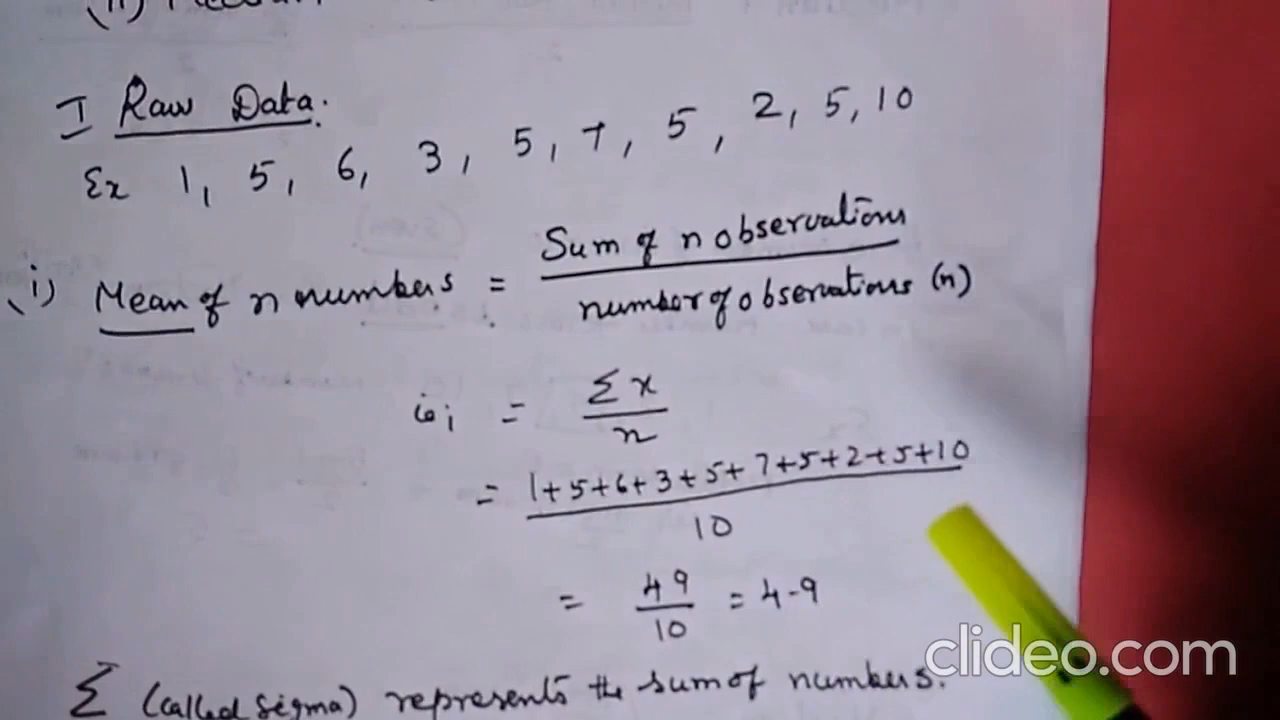 (ii)
I Raw Data.
Ex 1, 5, 6, 3, 5, 7, 5, 2, 5, 10
i) Mean of n numbers = Sum of n observations / number of observations (n)
ie, = Σx / n
= 1+5+6+3+5+7+5+2+5+10 / 10
= 49 / 10 = 4.9
clideo.com
Σ (called sigma) represents the sum of numbers.